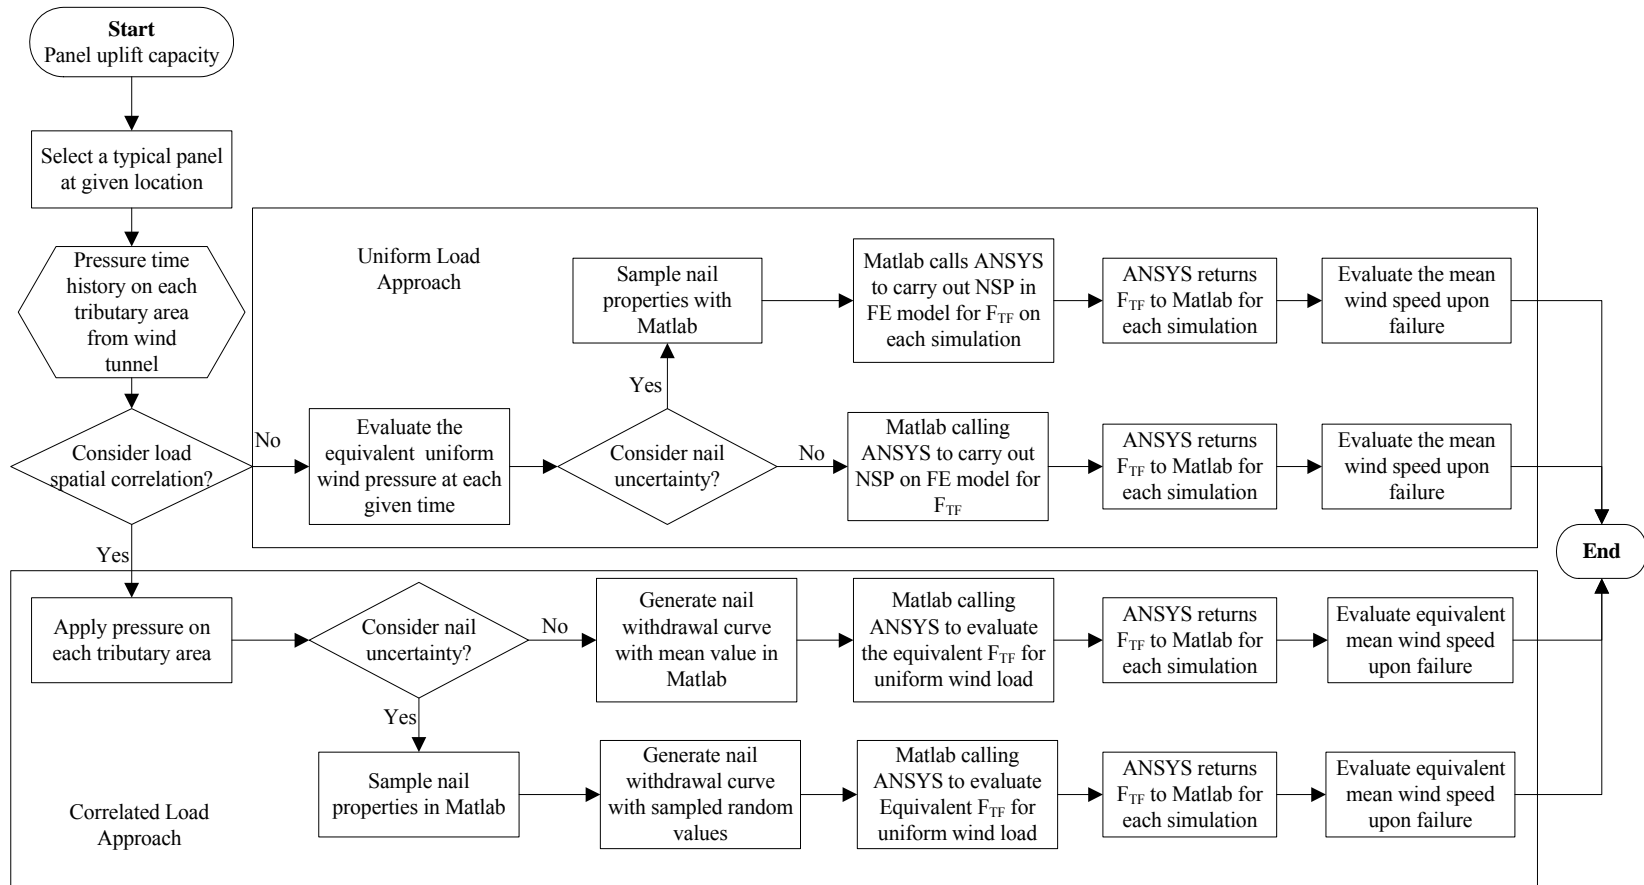 Start
Panel uplift capacity
Select a typical panel
at given location
Pressure time
history on each
tributary area
from wind
tunnel
Consider load
spatial correlation?
No
Yes
Uniform Load
Approach
Evaluate the
equivalent uniform
wind pressure at each
given time
Consider nail
uncertainty?
Yes
No
Sample nail
properties with
Matlab
Matlab calls ANSYS
to carry out NSP in
FE model for FTF on
each simulation
ANSYS returns
FTF to Matlab for
each simulation
Evaluate the mean
wind speed upon
failure
Matlab calling
ANSYS to carry out
NSP on FE model for
FTF
ANSYS returns
FTF to Matlab for
each simulation
Evaluate the mean
wind speed upon
failure
End
Apply pressure on
each tributary area
Consider nail
uncertainty?
No
Yes
Generate nail
withdrawal curve
with mean value in
Matlab
Matlab calling
ANSYS to evaluate
the equivalent FTF for
uniform wind load
ANSYS returns
FTF to Matlab for
each simulation
Evaluate equivalent
mean wind speed
upon failure
Sample nail
properties in Matlab
Generate nail
withdrawal curve
with sampled random
values
Matlab calling
ANSYS to evaluate
Equivalent FTF for
uniform wind load
ANSYS returns
FTF to Matlab for
each simulation
Evaluate equivalent
mean wind speed
upon failure
Correlated Load
Approach